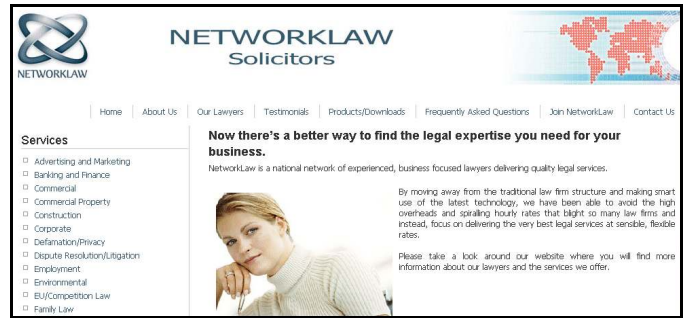 NETWORKLAW
Solicitors
NETWORKLAW
Home
About Us
Our Lawyers
Testimonials
Products/Downloads
Frequently Asked Questions
Join NetworkLaw
Contact Us
Services
Advertising and Marketing
Banking and Finance
Commercial
Commercial Property
Construction
Corporate
Defamation/Privacy
Dispute Resolution/Litigation
Employment
Environmental
EU/Competition Law
Family Law
Now there's a better way to find the legal expertise you need for your
business.
NetworkLaw is a national network of experienced, business focused lawyers delivering quality legal services.
By moving away from the traditional law firm structure and making smart
use of the latest technology, we have been able to avoid the high
overheads and spiralling hourly rates that blight so many law firms and
instead, focus on delivering the very best legal services at sensible, flexible
rates.
Please take a look around our website where you will find more
information about our lawyers and the services we offer.